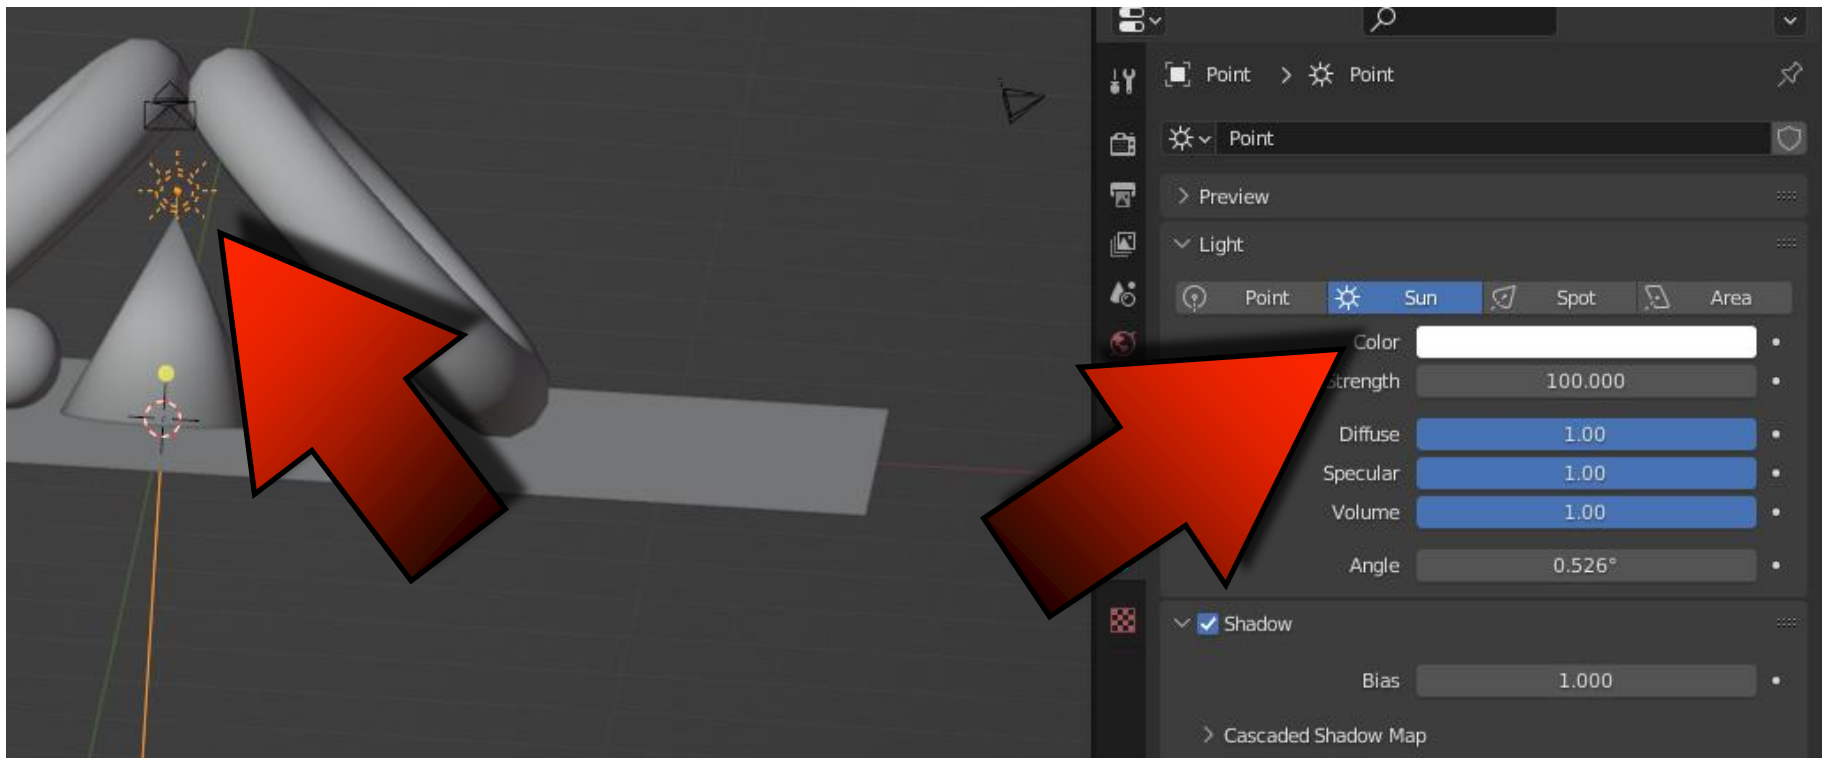 Point > Point
Point
Preview
Light
Point Sun Spot Area
Color
Strength 100.000
Diffuse 1.00
Specular 1.00
Volume 1.00
Angle 0.526°
Shadow
Bias 1.000
Cascaded Shadow Map